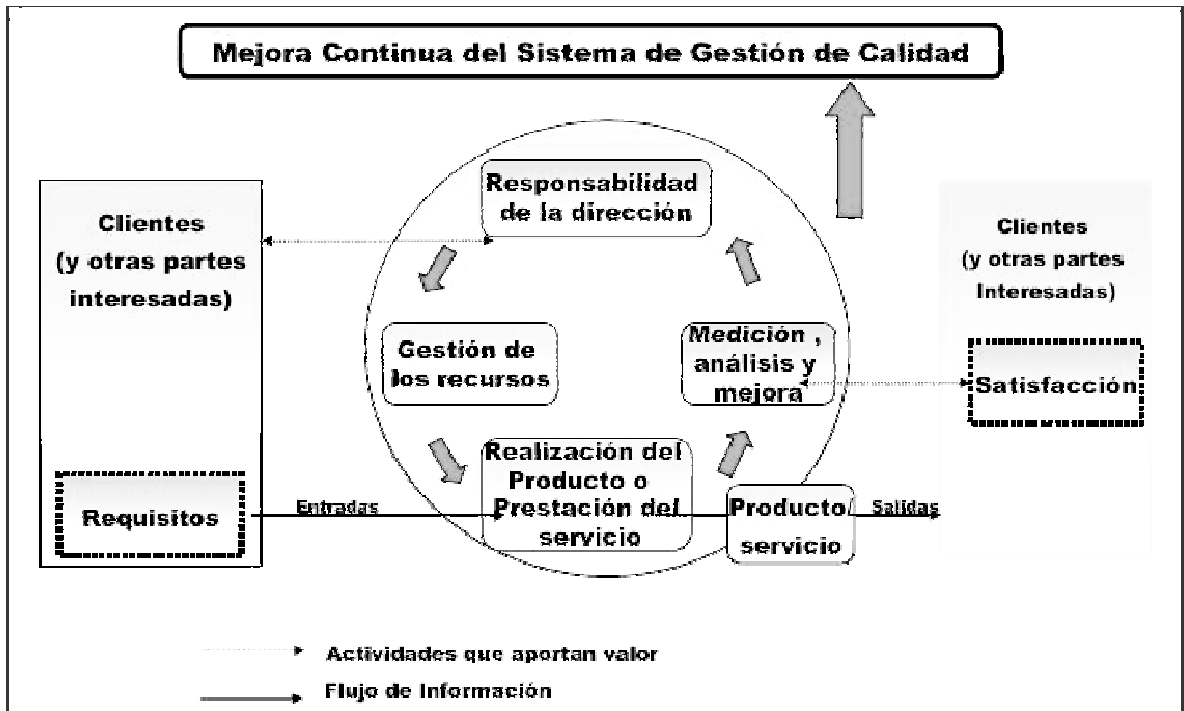 Mejora Continua del Sistema de Gestión de Calidad
Responsabilidad
de la dirección
Clientes
(y otras partes
interesadas)
Clientes
(y otras partes
Interesadas)
Gestión de
los recursos
Medición ,
análisis y
mejora
Satisfacción
Realización del
Producto o
Prestación del
servicio
Requisitos
Entradas
Producto/
servicio
Salidas
Actividades que aportan valor
Flujo de Información